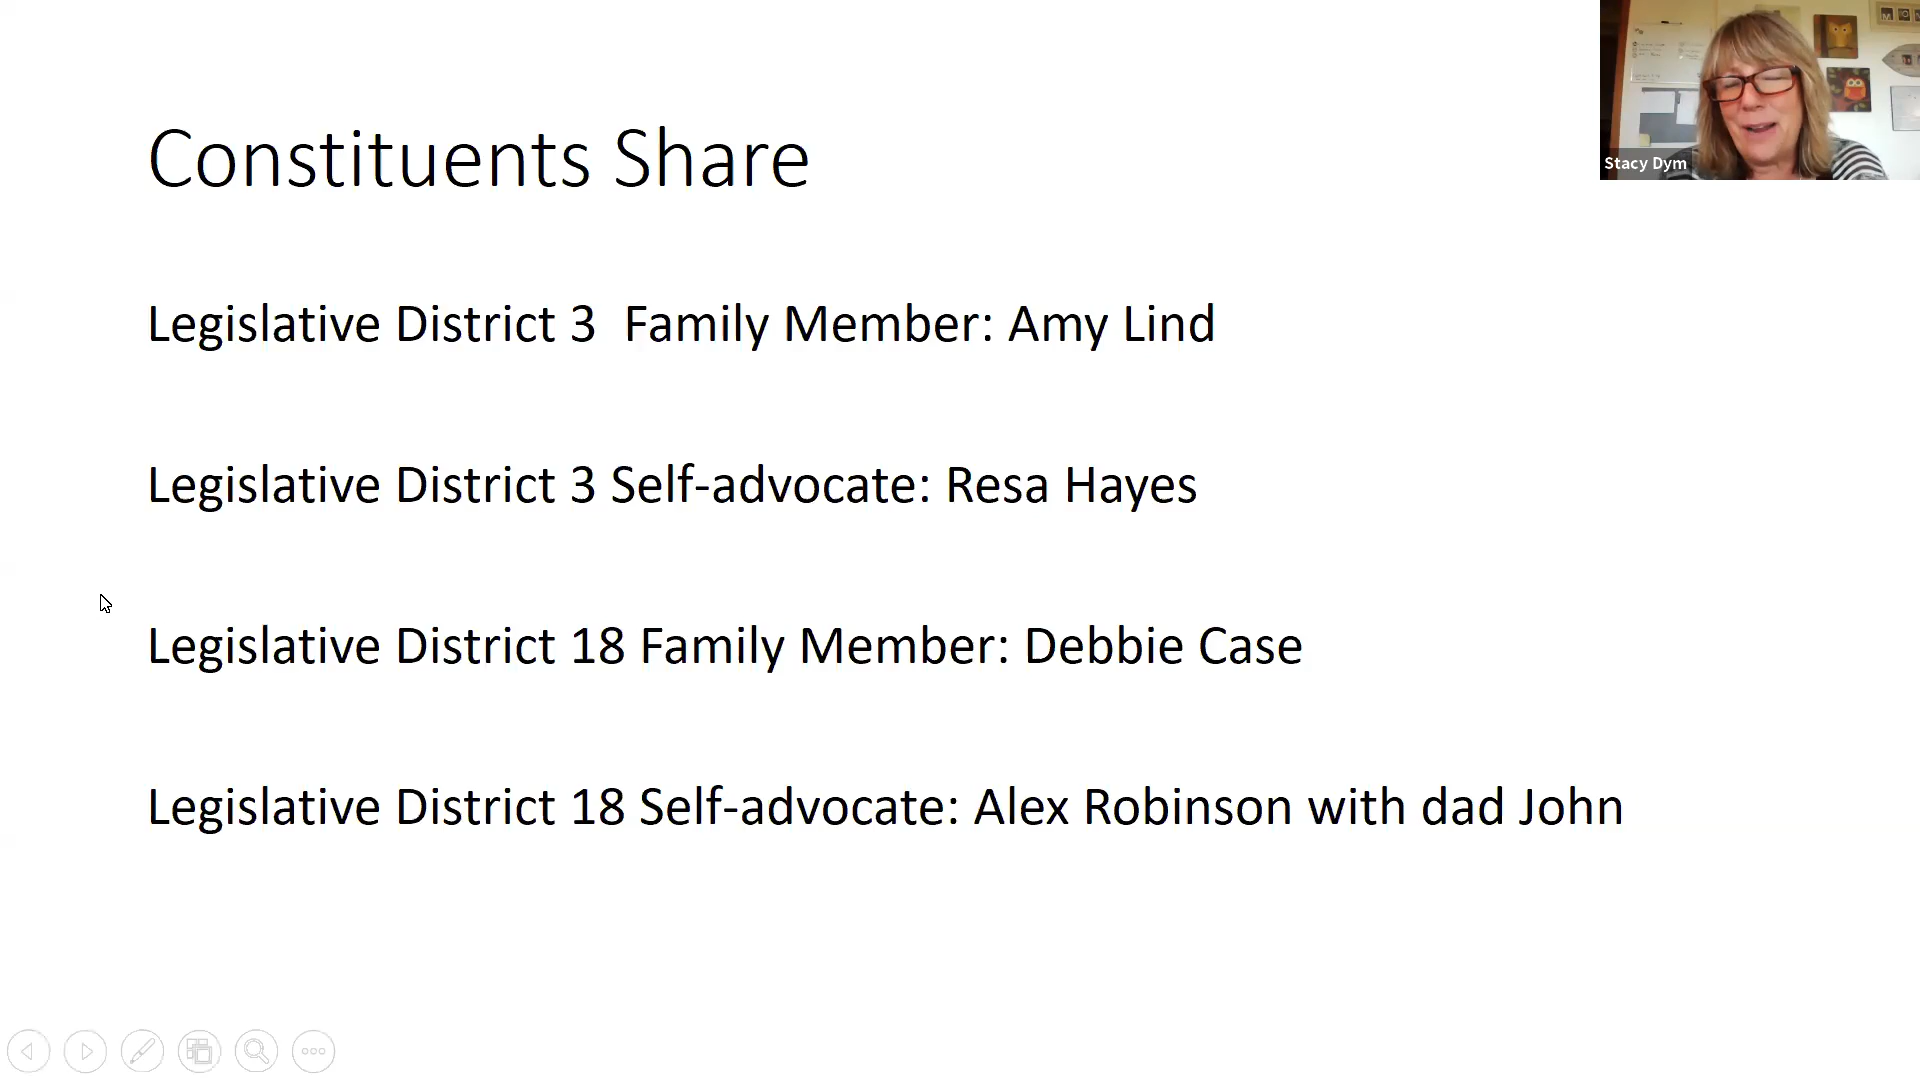 Constituents Share
Stacy Dym
Legislative District 3  Family Member: Amy Lind
Legislative District 3 Self-advocate: Resa Hayes
Legislative District 18 Family Member: Debbie Case
Legislative District 18 Self-advocate: Alex Robinson with dad John